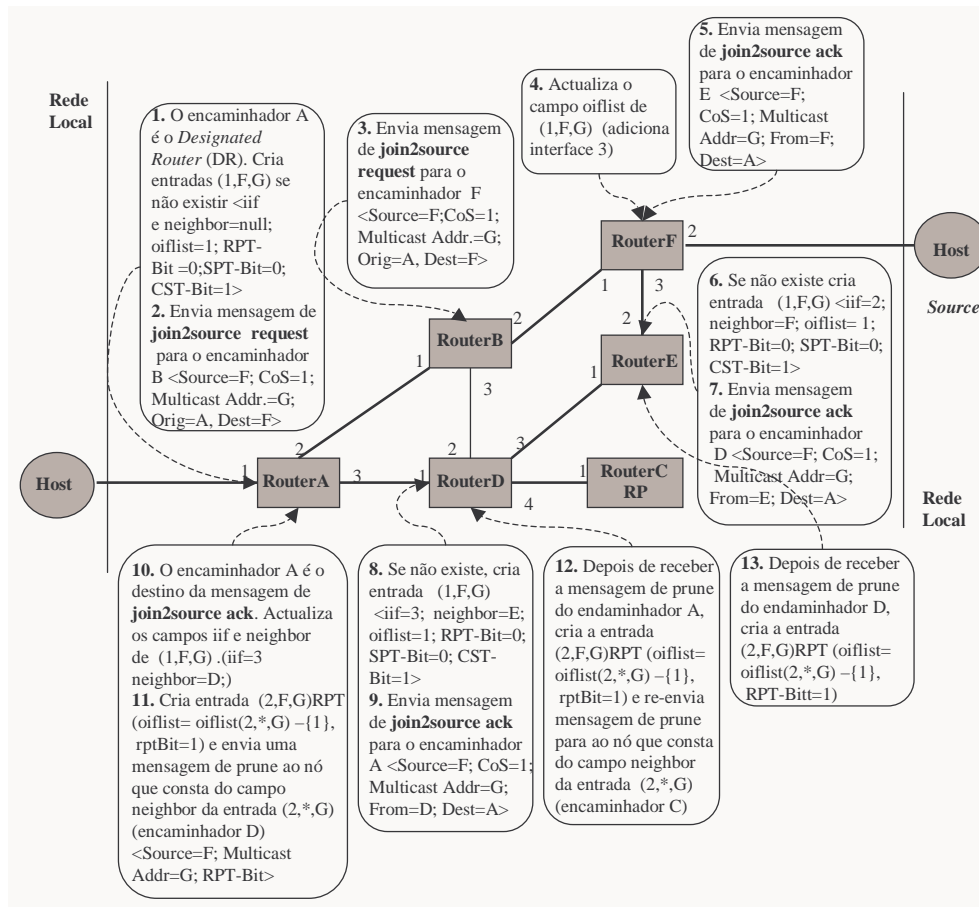 Rede
Local
1. O encaminhador A
é o Designated
Router (DR). Cria
entradas (1,F,G) se
não existir <iif
e neighbor=null;
oiflist=1; RPT-
Bit =0;SPT-Bit=0;
CST-Bit=1>
2. Envia mensagem de
join2source request
para o encaminhador
B <Source=F; CoS=1;
Multicast Addr.=G;
Orig=A, Dest=F>
3. Envia mensagem
de join2source
request para o
encaminhador F
<Source=F;CoS=1;
Multicast Addr.=G;
Orig=A, Dest=F>
4. Actualiza o
campo oiflist de
(1,F,G) (adiciona
interface 3)
5. Envia mensagem
de join2source ack
para o encaminhador
E <Source=F;
CoS=1; Multicast
Addr=G; From=F;
Dest=A>
RouterF
2
1
3
Host
Source
6. Se não existe cria
entrada (1,F,G) <iif=2;
neighbor=F; oiflist= 1;
RPT-Bit=0; SPT-Bit=0;
CST-Bit=1>
7. Envia mensagem
de join2source ack
para o encaminhador
D <Source=F; CoS=1;
Multicast Addr=G;
From=E; Dest=A>
RouterB
2
1
3
2
RouterE
1
Host
1
2
RouterA
3
1
2
RouterD
3
4
1
RouterC
RP
Rede
Local
10. O encaminhador A é o
destino da mensagem de
join2source ack. Actualiza
os campos iif e neighbor
de (1,F,G) .(iif=3
neighbor=D;)
11. Cria entrada (2,F,G)RPT
(oiflist= oiflist(2,*,G) –{1},
rptBit=1) e envia uma
mensagem de prune ao nó
que consta do campo
neighbor da entrada (2,*,G)
(encaminhador D)
<Source=F; Multicast
Addr=G; RPT-Bit>
8. Se não existe, cria
entrada (1,F,G)
<iif=3; neighbor=E;
oiflist=1; RPT-Bit=0;
SPT-Bit=0; CST-
Bit=1>
9. Envia mensagem
de join2source ack
para o encaminhador
A <Source=F; CoS=1;
Multicast Addr=G;
From=D; Dest=A>
12. Depois de receber
a mensagem de prune
do endaminhador A,
cria a entrada
(2,F,G)RPT (oiflist=
oiflist(2,*,G) –{1},
rptBit=1) e re-envia
mensagem de prune
para ao nó que consta
do campo neighbor
da entrada (2,*,G)
(encaminhador C)
13. Depois de receber
a mensagem de prune
do endaminhador D,
cria a entrada
(2,F,G)RPT (oiflist=
oiflist(2,*,G) –{1},
RPT-Bitt=1)